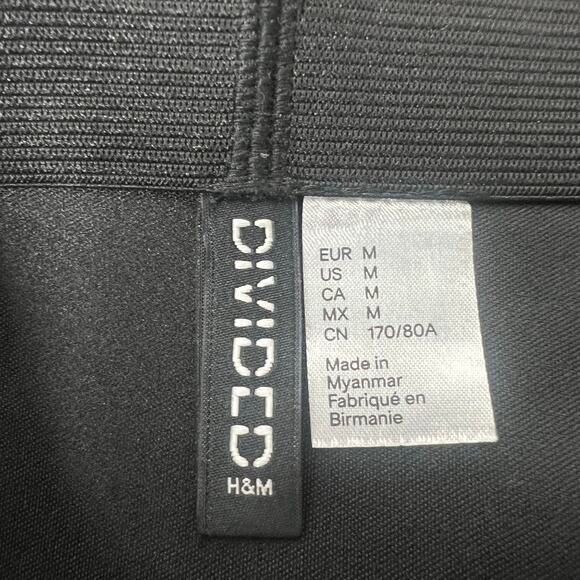 DIVIDED
H&M
EUR M
US M
CA M
MX M
CN 170/80A
Made in
Myanmar
Fabriqué en
Birmanie